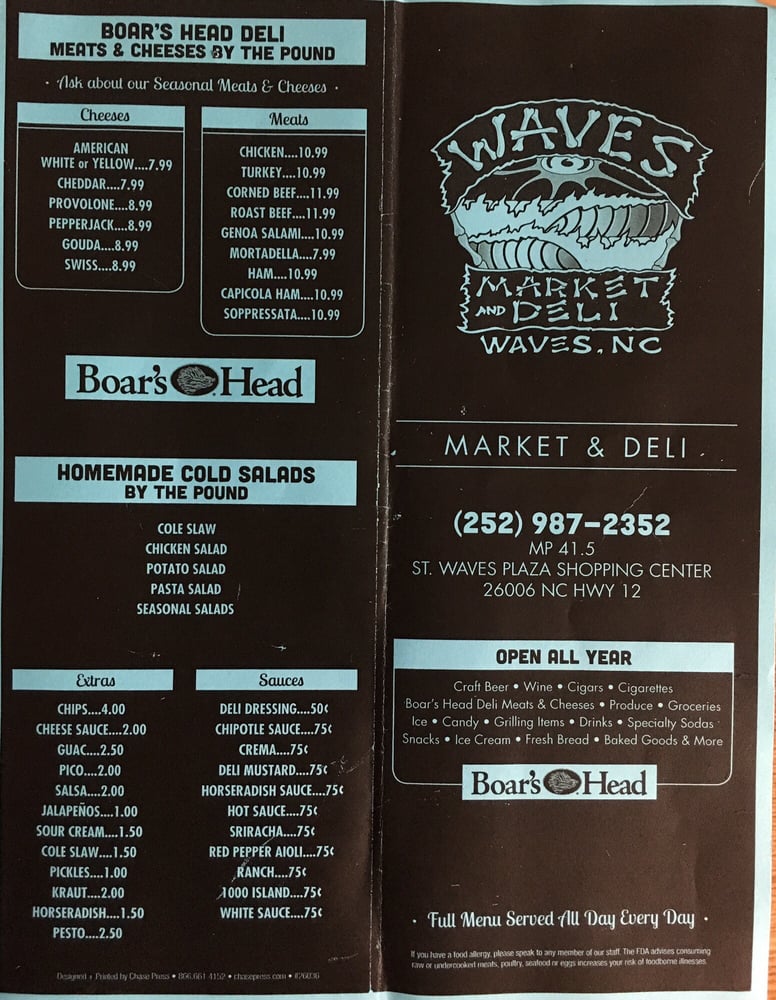 BOAR'S HEAD DELI
MEATS & CHEESES BY THE POUND
· Ask about our Seasonal Meats & Cheeses ·
Cheeses
AMERICAN
WHITE or YELLOW....7.99
CHEDDAR....7.99
PROVOLONE....8.99
PEPPERJACK....8.99
GOUDA....8.99
SWISS....8.99
Meats
CHICKEN....10.99
TURKEY....10.99
CORNED BEEF....11.99
ROAST BEEF....11.99
GENOA SALAMI....10.99
MORTADELLA....7.99
HAM....10.99
CAPICOLA HAM....10.99
SOPPRESSATA....10.99
Boar's Head
HOMEMADE COLD SALADS
BY THE POUND
COLE SLAW
CHICKEN SALAD
POTATO SALAD
PASTA SALAD
SEASONAL SALADS
Extras
CHIPS....4.00
CHEESE SAUCE....2.00
GUAC....2.50
PICO....2.00
SALSA....2.00
JALAPEÑOS....1.00
SOUR CREAM....1.50
COLE SLAW....1.50
PICKLES....1.00
KRAUT....2.00
HORSERADISH....1.50
PESTO....2.50
Sauces
DELI DRESSING....50¢
CHIPOTLE SAUCE....75¢
CREMA....75¢
DELI MUSTARD....75¢
HORSERADISH SAUCE....75¢
HOT SAUCE....75¢
SRIRACHA....75¢
RED PEPPER AIOLI....75¢
RANCH....75¢
1000 ISLAND....75¢
WHITE SAUCE....75¢
Designed + Printed by Chase Press • 866.661.4152 • chasepress.com • #26036
WAVES
MARKET
AND DELI
WAVES, NC
MARKET & DELI
(252) 987-2352
MP 41.5
ST. WAVES PLAZA SHOPPING CENTER
26006 NC HWY 12
OPEN ALL YEAR
Craft Beer • Wine • Cigars • Cigarettes
Boar's Head Deli Meats & Cheeses • Produce • Groceries
Ice • Candy • Grilling Items • Drinks • Specialty Sodas
Snacks • Ice Cream • Fresh Bread • Baked Goods & More
Boar's Head
· Full Menu Served All Day Every Day ·
If you have a food allergy, please speak to any member of our staff. The FDA advises consuming
raw or undercooked meats, poultry, seafood or eggs increases your risk of foodborne illnesses.